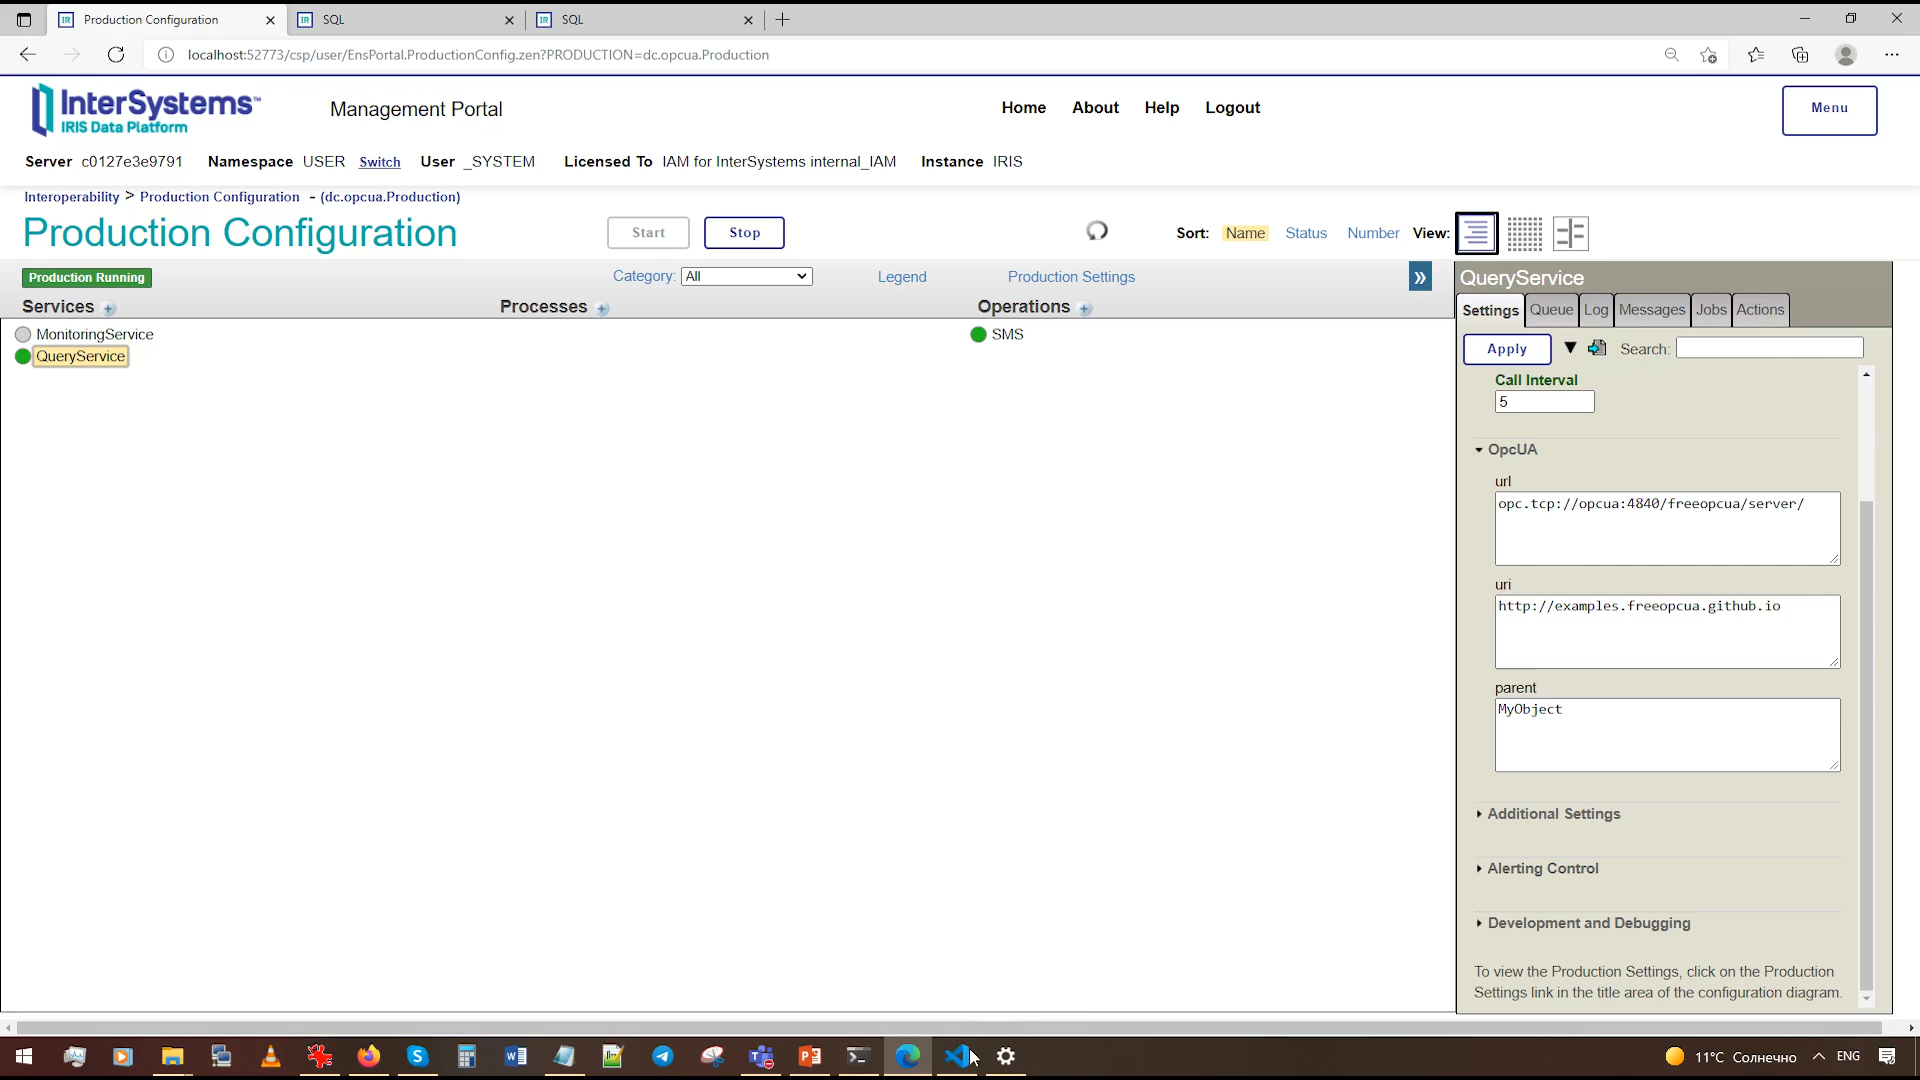 Production Configuration
SQL
SQL
localhost:52773/csp/user/EnsPortal.ProductionConfig.zen?PRODUCTION=dc.opcua.Production
InterSystems™
IRIS Data Platform
Management Portal
Home About Help Logout
Menu
Server c0127e3e9791 Namespace USER Switch User _SYSTEM Licensed To IAM for InterSystems internal_IAM Instance IRIS
Interoperability > Production Configuration - (dc.opcua.Production)
Production Configuration
Start Stop
Sort: Name Status Number View:
Production Running
Category: All
Legend
Production Settings
»
Services
Processes
Operations
MonitoringService
QueryService
SMS
QueryService
Settings Queue Log Messages Jobs Actions
Apply
Search:
Call Interval
5
OpcUA
url
opc.tcp://opcua:4840/freeopcua/server/
uri
http://examples.freeopcua.github.io
parent
MyObject
Additional Settings
Alerting Control
Development and Debugging
To view the Production Settings, click on the Production
Settings link in the title area of the configuration diagram.
11°C Солнечно
ENG